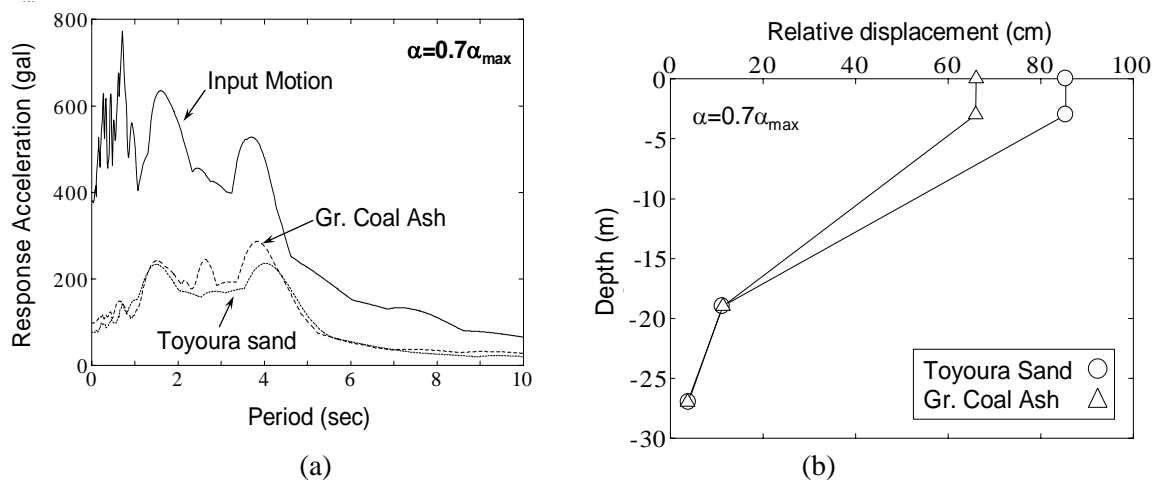 800
600
400
200
0
Response Acceleration (gal)
α=0.7αmax
Input Motion
Gr. Coal Ash
Toyoura sand
0 2 4 6 8 10
Period (sec)
(a)
Relative displacement (cm)
0 20 40 60 80 100
0
-5
-10
-15
-20
-25
-30
Depth (m)
α=0.7αmax
Toyoura Sand
Gr. Coal Ash
(b)